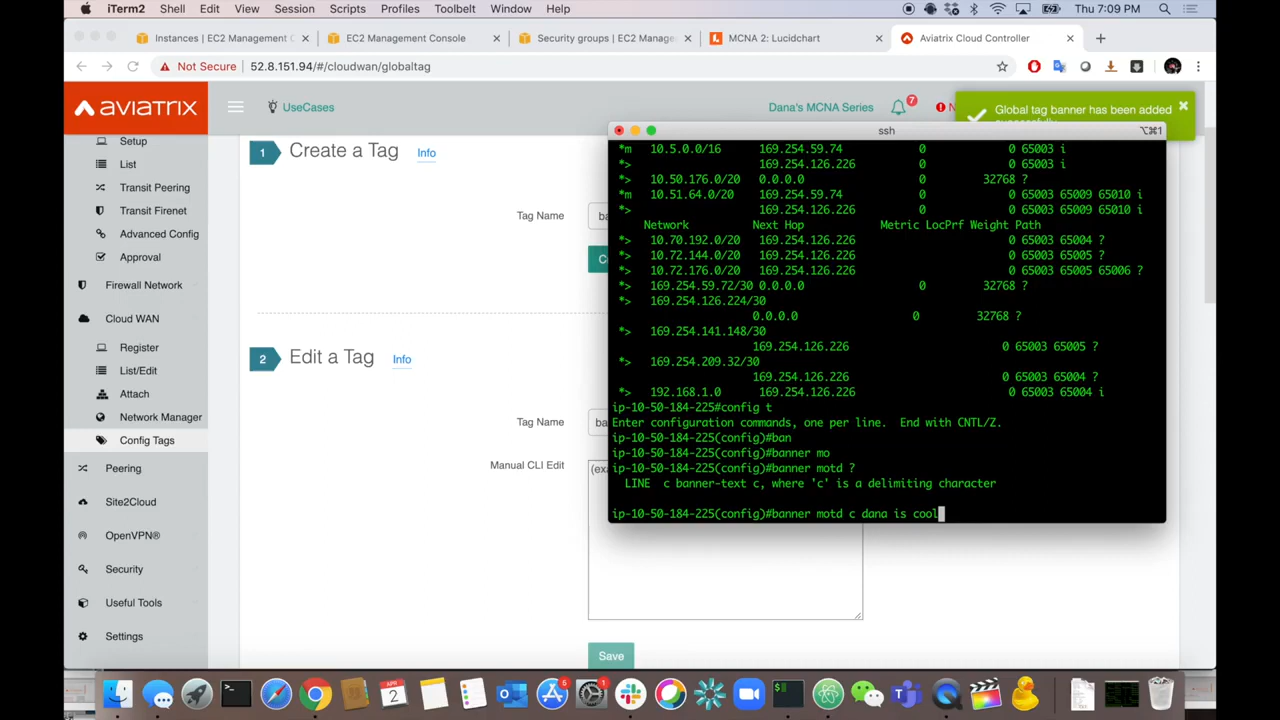 iTerm2 Shell Edit View Session Scripts Profiles Toolbelt Window Help Thu 7:09 PM
Instances | EC2 Management C EC2 Management Console Security groups | EC2 Manage MCNA 2: Lucidchart Aviatrix Cloud Controller
Not Secure 52.8.151.94/#/cloudwan/globaltag
AVIATRIX UseCases Dana's MCNA Series 7 N
Global tag banner has been added
successfully
Setup
List
Transit Peering
Transit Firenet
Advanced Config
Approval
Firewall Network
Cloud WAN
Register
List/Edit
Attach
Network Manager
Config Tags
Peering
Site2Cloud
OpenVPN®
Security
Useful Tools
Settings
1 Create a Tag Info
Tag Name ba
C
2 Edit a Tag Info
Tag Name ba
Manual CLI Edit (exa
Save
ssh ⌥⌘1
*m 10.5.0.0/16 169.254.59.74 0 0 65003 i
*> 169.254.126.226 0 65003 i
*> 10.50.176.0/20 0.0.0.0 0 32768 ?
*m 10.51.64.0/20 169.254.59.74 0 0 65003 65009 65010 i
*> 169.254.126.226 0 65003 65009 65010 i
Network Next Hop Metric LocPrf Weight Path
*> 10.70.192.0/20 169.254.126.226 0 65003 65004 ?
*> 10.72.144.0/20 169.254.126.226 0 65003 65005 ?
*> 10.72.176.0/20 169.254.126.226 0 65003 65005 65006 ?
*> 169.254.59.72/30 0.0.0.0 0 32768 ?
*> 169.254.126.224/30
0.0.0.0 0 32768 ?
*> 169.254.141.148/30
169.254.126.226 0 65003 65005 ?
*> 169.254.209.32/30
169.254.126.226 0 65003 65004 ?
*> 192.168.1.0 169.254.126.226 0 65003 65004 i
ip-10-50-184-225#config t
Enter configuration commands, one per line. End with CNTL/Z.
ip-10-50-184-225(config)#ban
ip-10-50-184-225(config)#banner mo
ip-10-50-184-225(config)#banner motd ?
LINE c banner-text c, where 'c' is a delimiting character
ip-10-50-184-225(config)#banner motd c dana is cool
APR
2
6
1